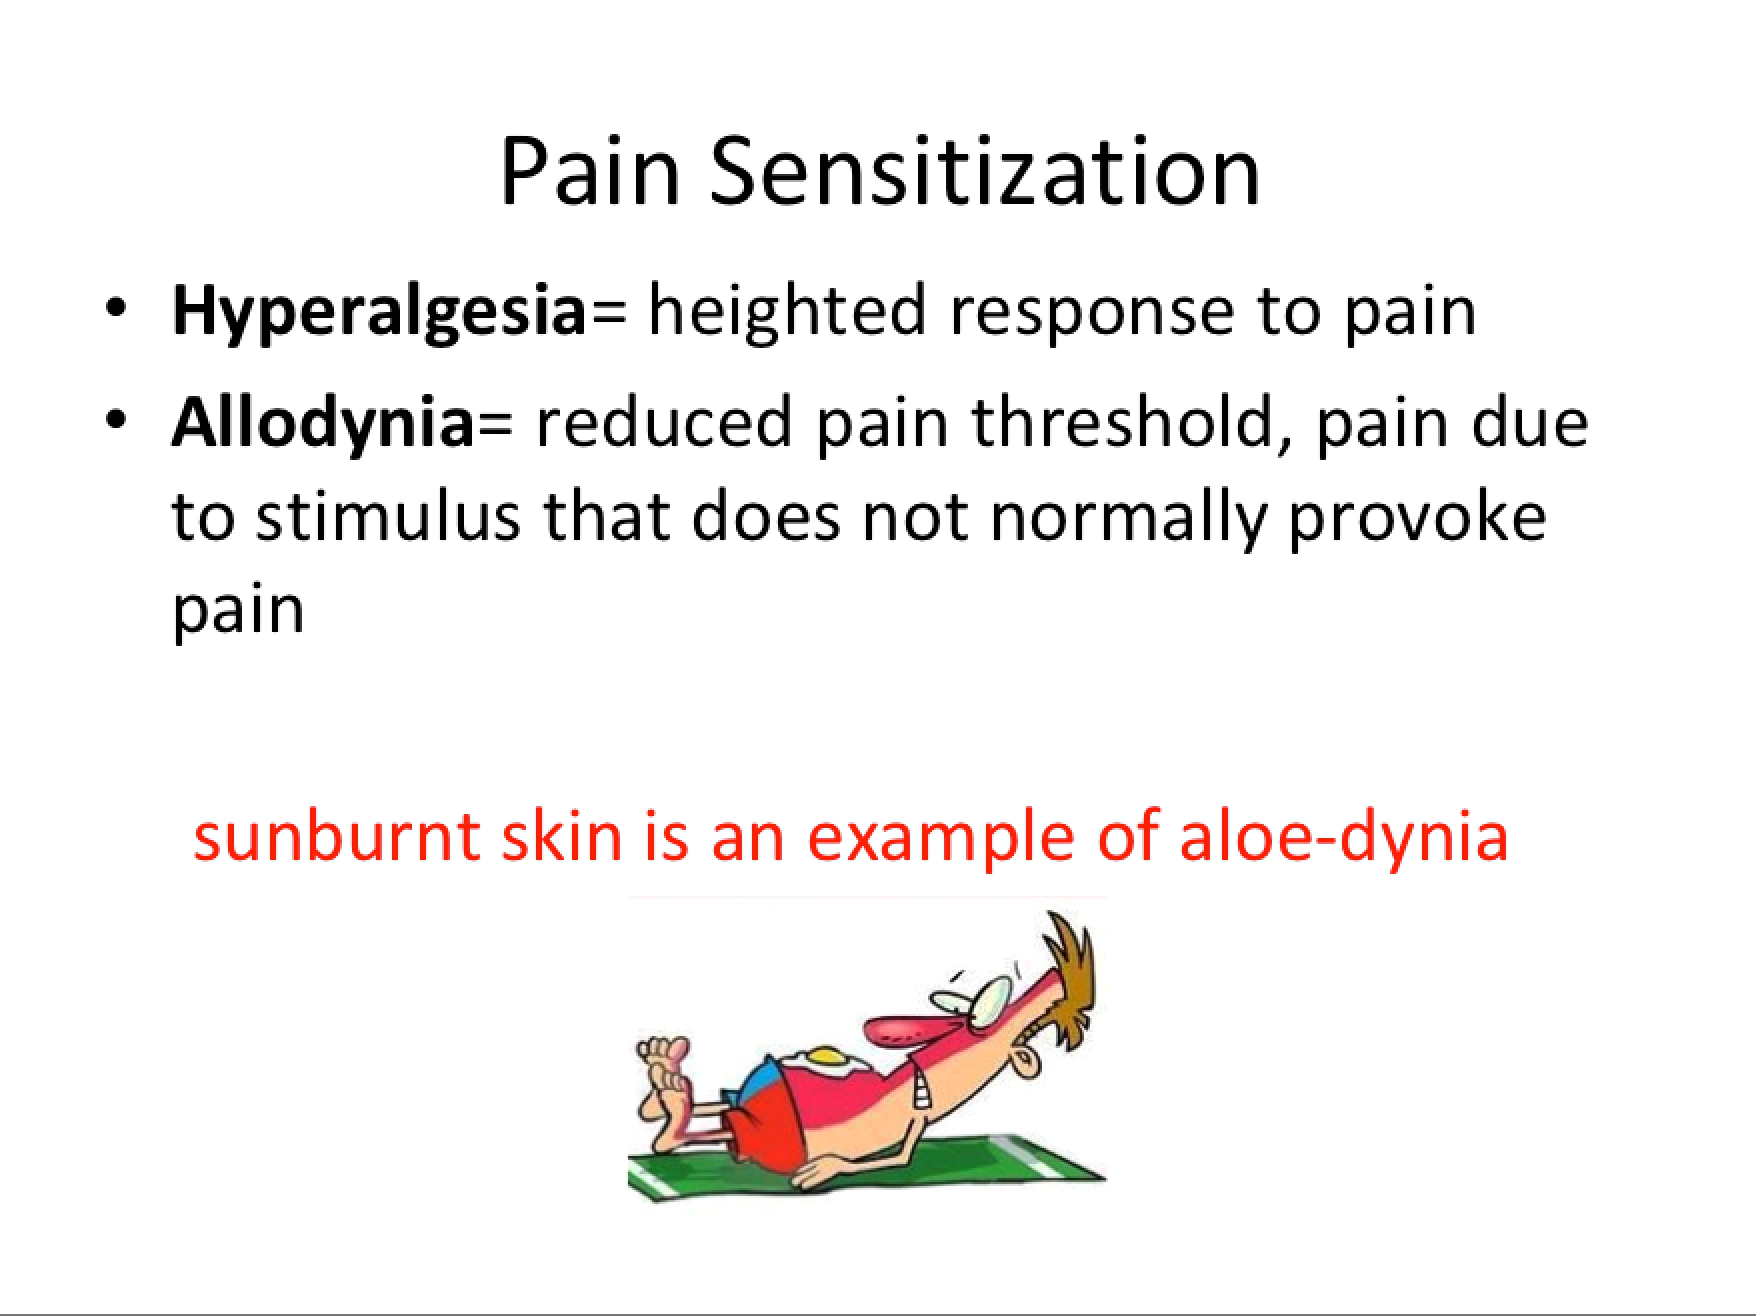 Pain Sensitization
• Hyperalgesia= heighted response to pain
• Allodynia= reduced pain threshold, pain due
to stimulus that does not normally provoke
pain
sunburnt skin is an example of aloe-dynia